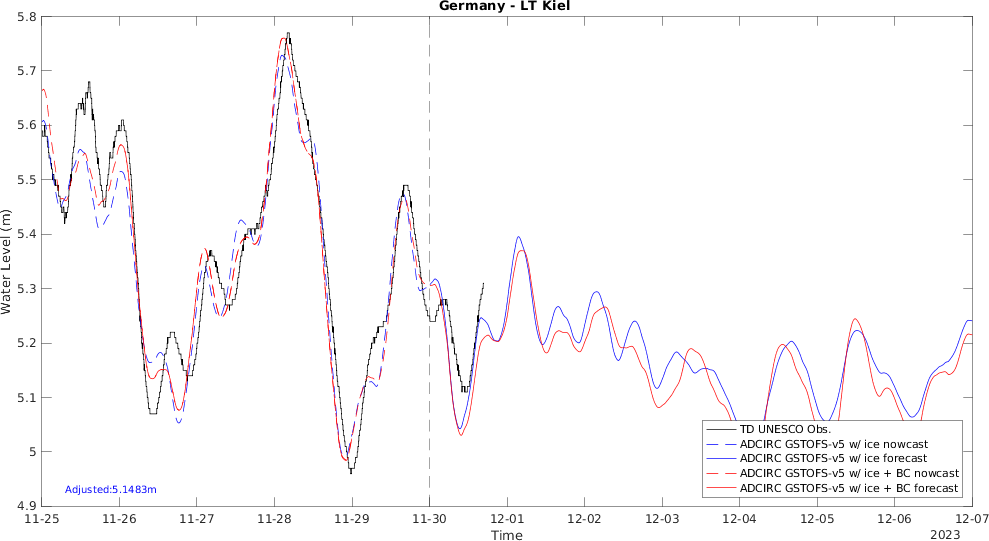 Germany - LT Kiel
5.8
5.7
5.6
5.5
5.4
5.3
5.2
5.1
5
4.9
Water Level (m)
Adjusted:5.1483m
TD UNESCO Obs.
ADCIRC GSTOFS-v5 w/ ice nowcast
ADCIRC GSTOFS-v5 w/ ice forecast
ADCIRC GSTOFS-v5 w/ ice + BC nowcast
ADCIRC GSTOFS-v5 w/ ice + BC forecast
11-25 11-26 11-27 11-28 11-29 11-30 12-01 12-02 12-03 12-04 12-05 12-06 12-07
Time
2023